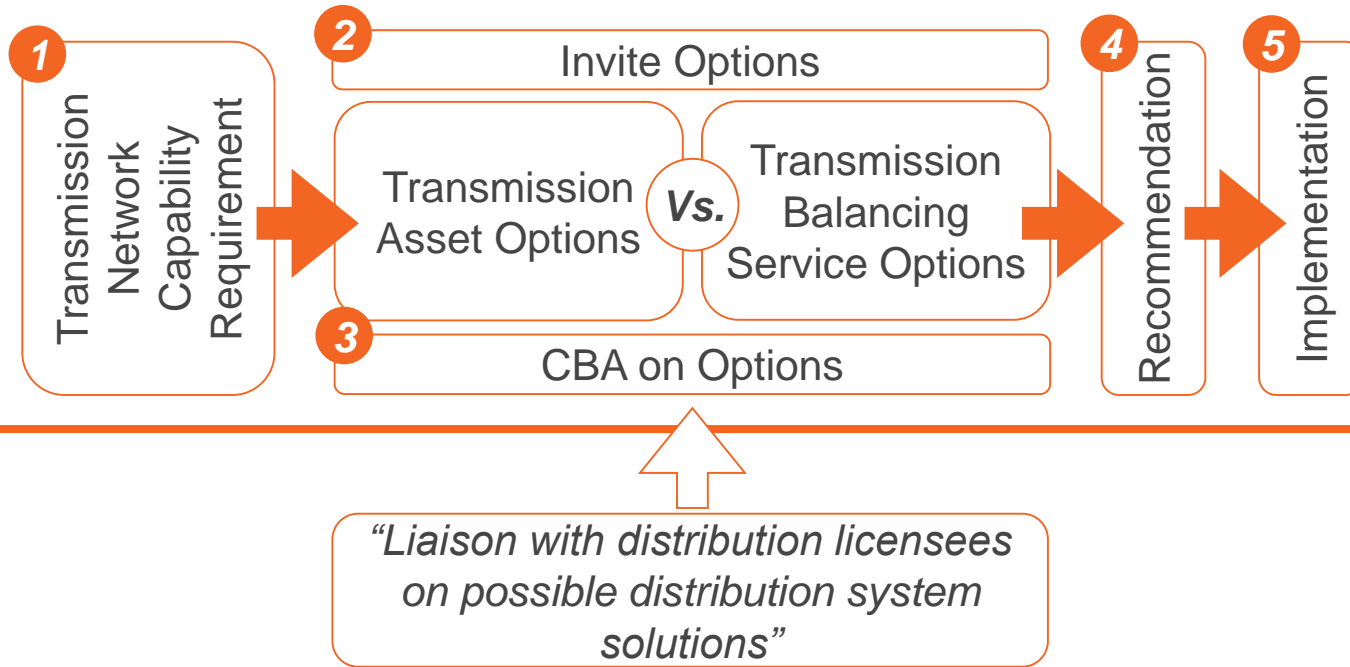 1
Transmission
Network
Capability
Requirement
2
Invite Options
Transmission
Asset Options
Vs.
Transmission
Balancing
Service Options
3
CBA on Options
4
Recommendation
5
Implementation
“Liaison with distribution licensees
on possible distribution system
solutions”